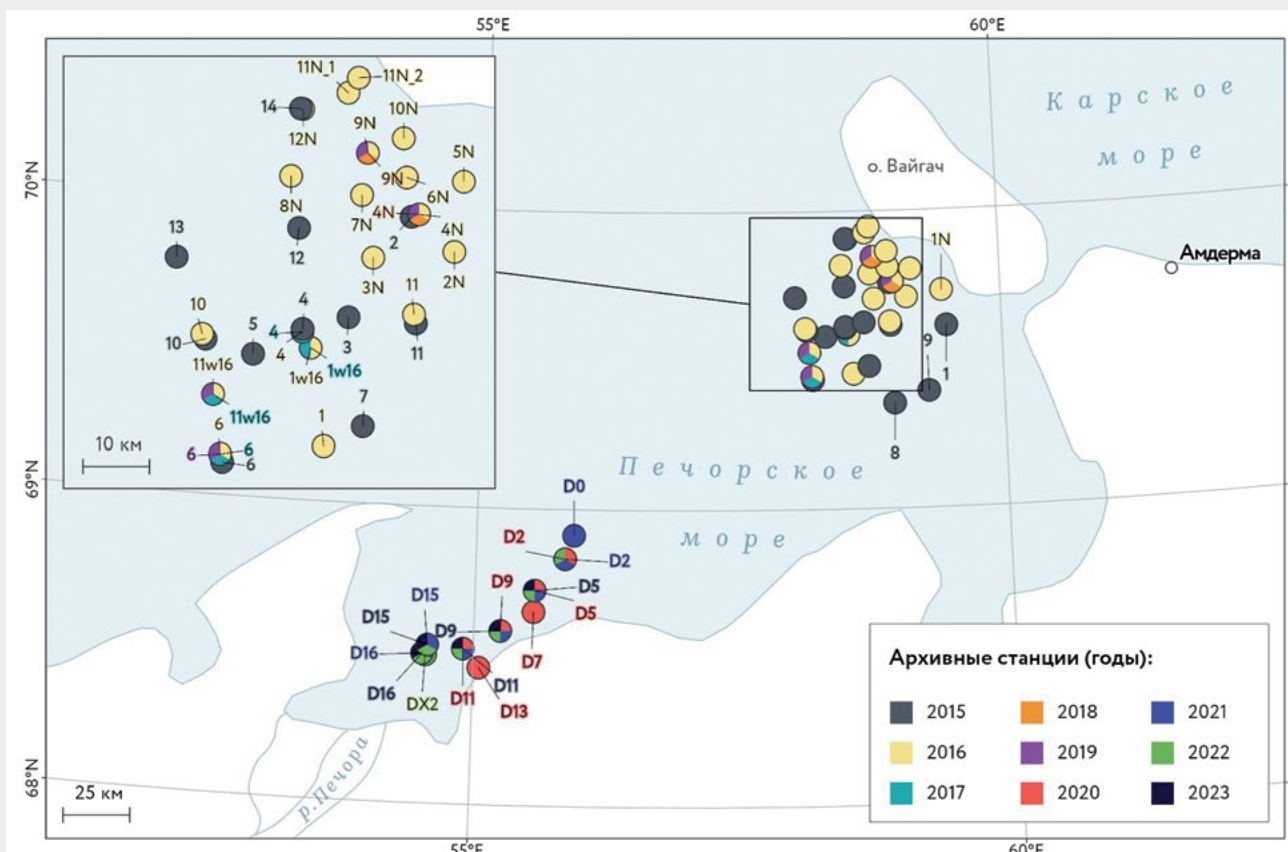 55°E
60°E
70°N
69°N
68°N
55°E
60°E
Карское
море
о. Вайгач
Амдерма
Печорское
море
р. Печора
11N_1
11N_2
14
12N
10N
9N
9N
5N
8N
7N
6N
4N
2
4N
13
12
3N
2N
10
10
5
4
4
4
3
11
11
11w16
11w16
1w16
1w16
7
6
6
6
6
1
10 км
1N
9
1
8
D0
D2
D2
D5
D5
D9
D9
D7
D15
D15
D16
D16
DX2
D11
D11
D13
25 км
Архивные станции (годы):
2015
2018
2021
2016
2019
2022
2017
2020
2023